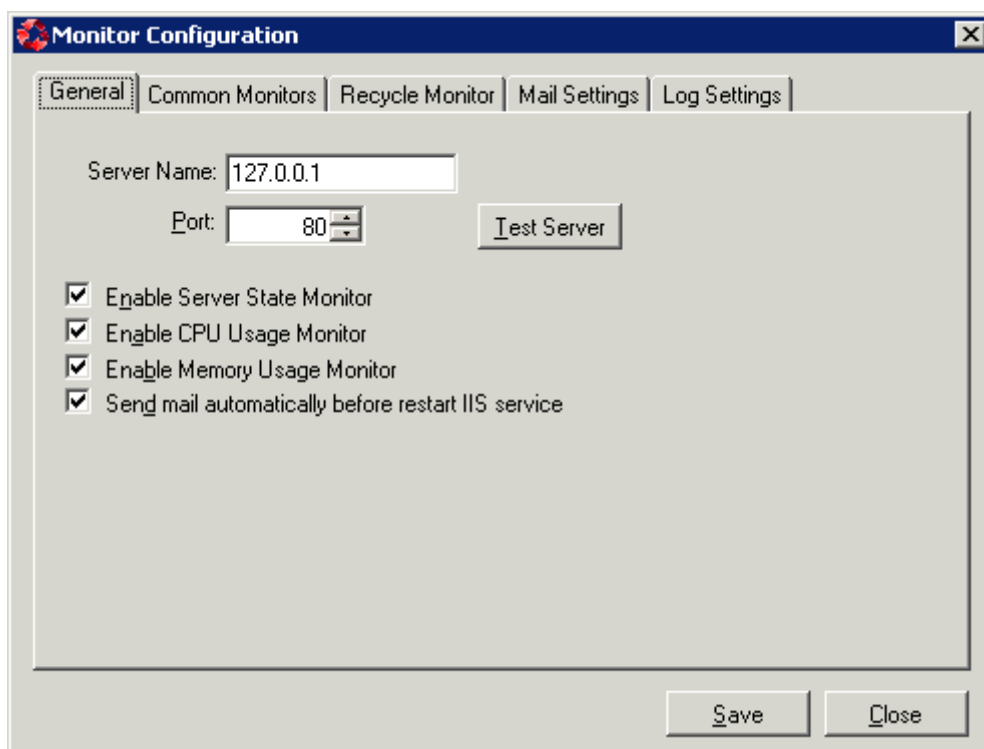 Monitor Configuration
General Common Monitors Recycle Monitor Mail Settings Log Settings
Server Name: 127.0.0.1
Port: 80 Test Server
Enable Server State Monitor
Enable CPU Usage Monitor
Enable Memory Usage Monitor
Send mail automatically before restart IIS service
Save Close